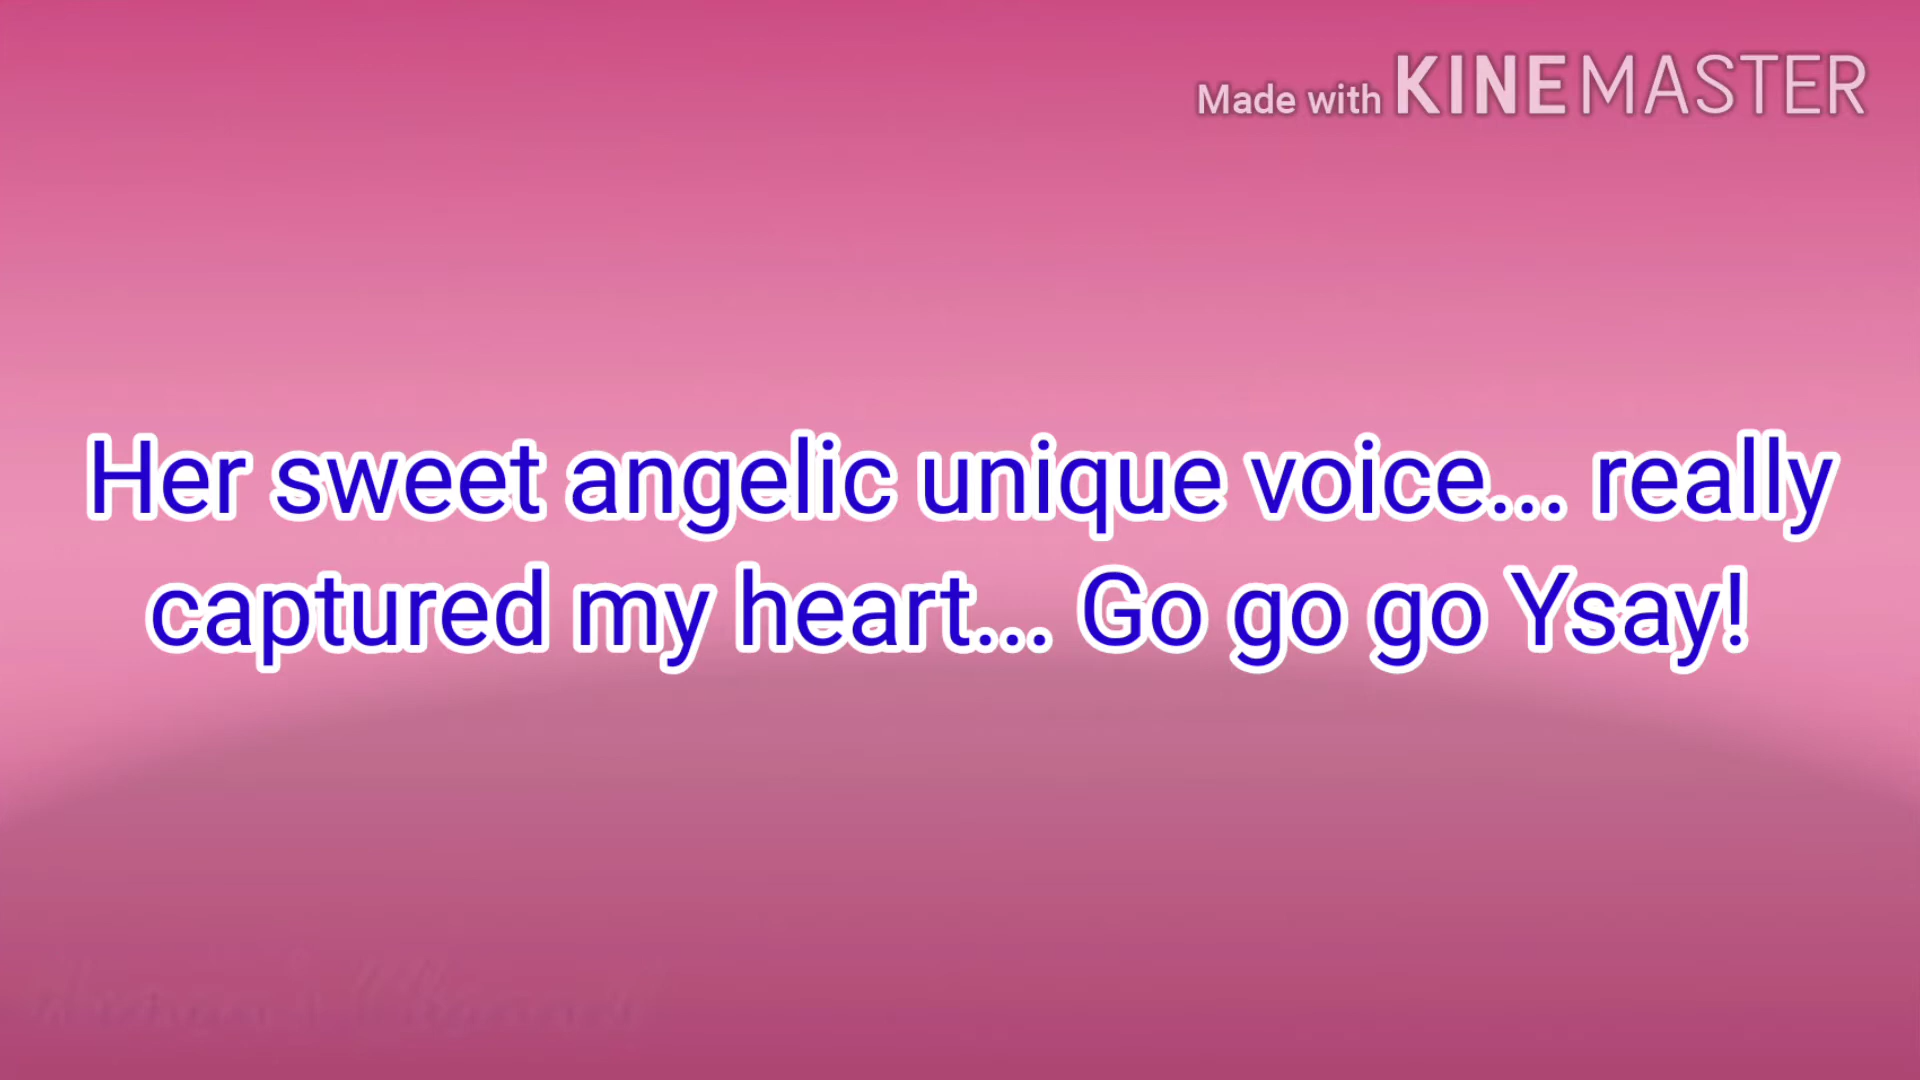 Made with KINEMASTER
Her sweet angelic unique voice... really
captured my heart... Go go go Ysay!